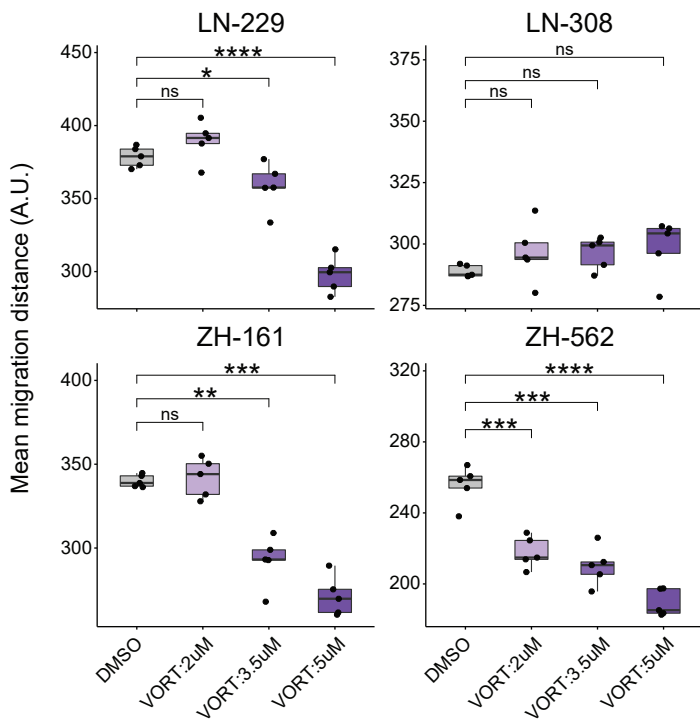 LN-229
LN-308
Mean migration distance (A.U.)
450
400
350
300
****
*
ns
375
350
325
300
275
ns
ns
ns
ZH-161
ZH-562
400
350
300
***
**
ns
320
260
220
200
****
***
***
DMSO
VORT:2uM
VORT:3.5uM
VORT:5uM
DMSO
VORT:2uM
VORT:3.5uM
VORT:5uM